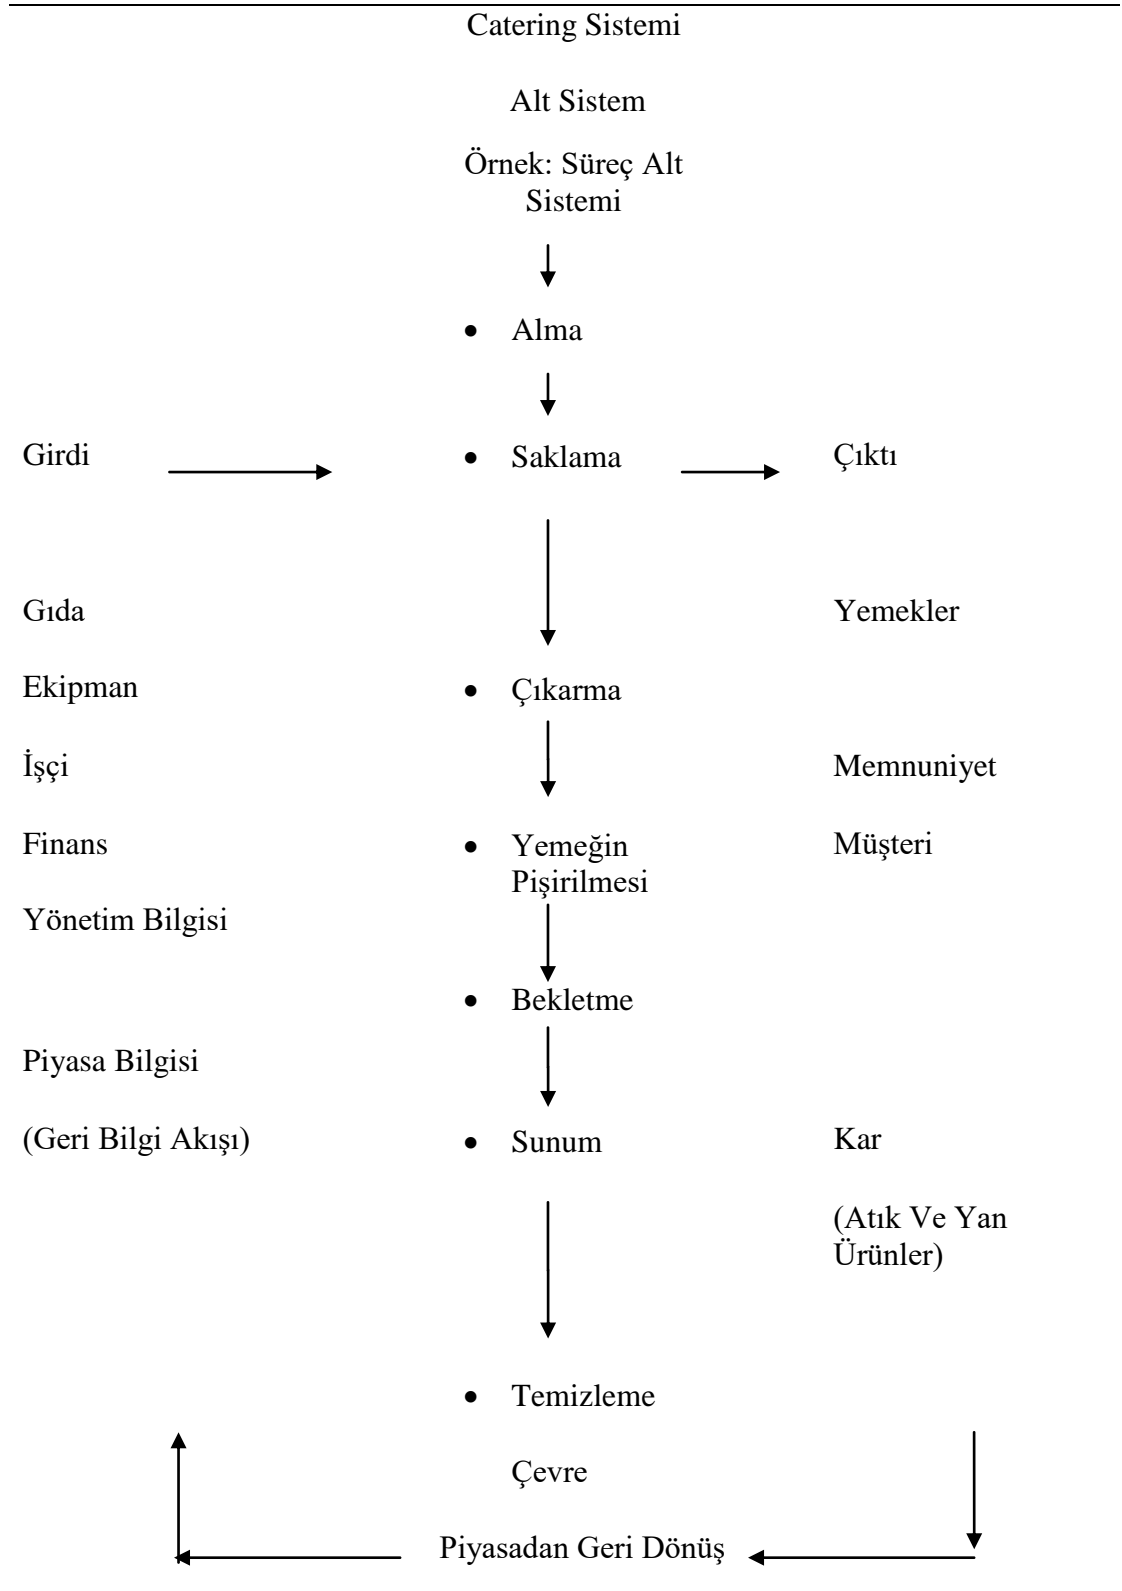 Catering Sistemi
Alt Sistem
Örnek: Süreç Alt
Sistemi
• Alma
Girdi
• Saklama
Çıktı
Gıda
Yemekler
Ekipman
• Çıkarma
İşçi
Memnuniyet
Finans
• Yemeğin
Pişirilmesi
Müşteri
Yönetim Bilgisi
• Bekletme
Piyasa Bilgisi
(Geri Bilgi Akışı)
• Sunum
Kar
(Atık Ve Yan
Ürünler)
• Temizleme
Çevre
Piyasadan Geri Dönüş